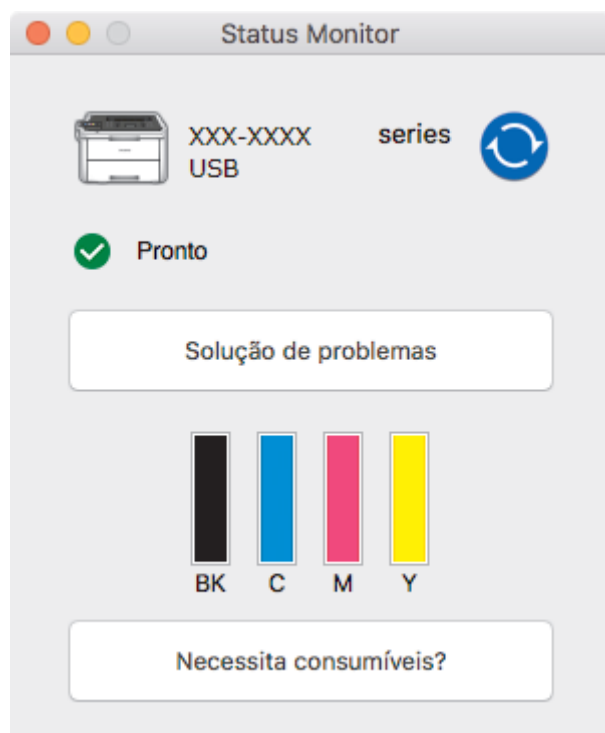 Status Monitor
XXX-XXXX series
USB
Pronto
Solução de problemas
BK C M Y
Necessita consumíveis?